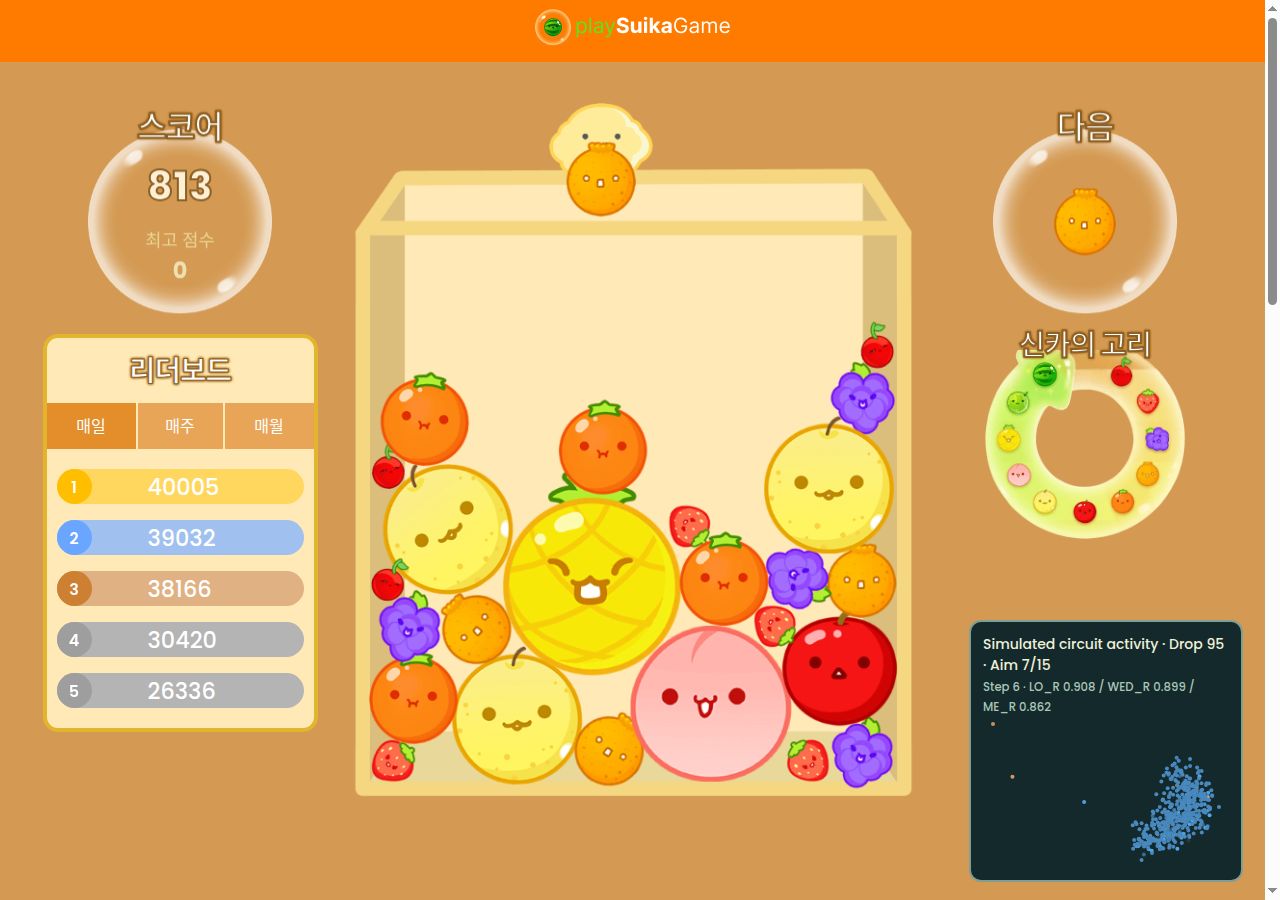 playSuikaGame
스코어
813
최고 점수
0
다음
신카의 고리
리더보드
매일 매주 매월
1 40005
2 39032
3 38166
4 30420
5 26336
Simulated circuit activity · Drop 95
· Aim 7/15
Step 6 · LO_R 0.908 / WED_R 0.899 /
ME_R 0.862